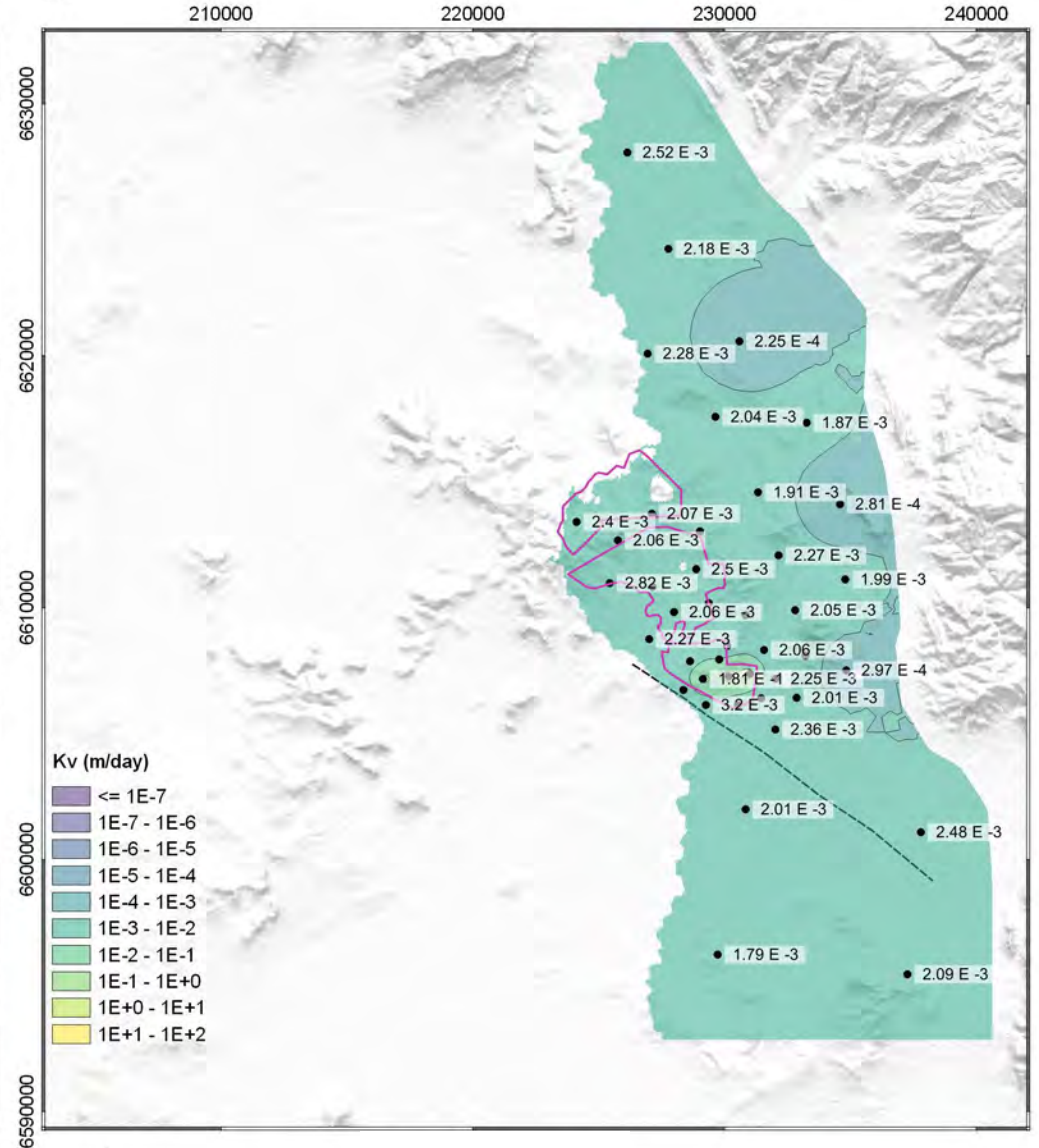 210000
220000
230000
240000
6630000
2.52 E -3
2.18 E -3
2.25 E -4
6620000
2.28 E -3
2.04 E -3
1.87 E -3
1.91 E -3
2.81 E -4
2.07 E -3
2.4 E -3
2.06 E -3
2.27 E -3
2.5 E -3
1.99 E -3
2.82 E -3
6610000
2.06 E -3
2.05 E -3
2.27 E -3
2.06 E -3
2.97 E -4
1.81 E -1
2.25 E -3
2.01 E -3
3.2 E -3
2.36 E -3
2.01 E -3
2.48 E -3
6600000
1.79 E -3
2.09 E -3
6590000
Kv (m/day)
<= 1E-7
1E-7 - 1E-6
1E-6 - 1E-5
1E-5 - 1E-4
1E-4 - 1E-3
1E-3 - 1E-2
1E-2 - 1E-1
1E-1 - 1E+0
1E+0 - 1E+1
1E+1 - 1E+2